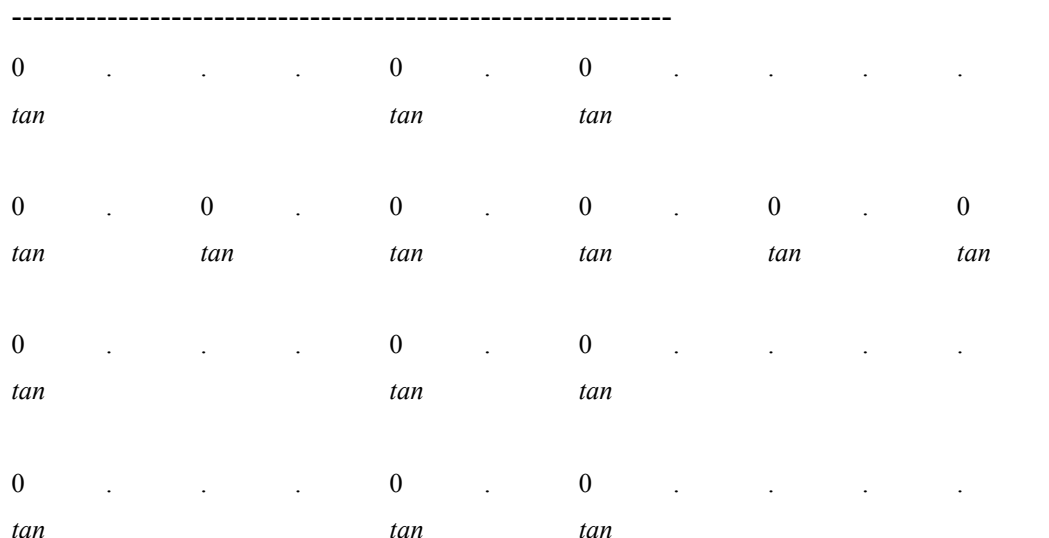 --------------------------------------------------------------
0 . . . 0 . 0 . . . .
tan tan tan
0 . 0 . 0 . 0 . 0 . 0
tan tan tan tan tan tan
0 . . . 0 . 0 . . . .
tan tan tan
0 . . . 0 . 0 . . . .
tan tan tan